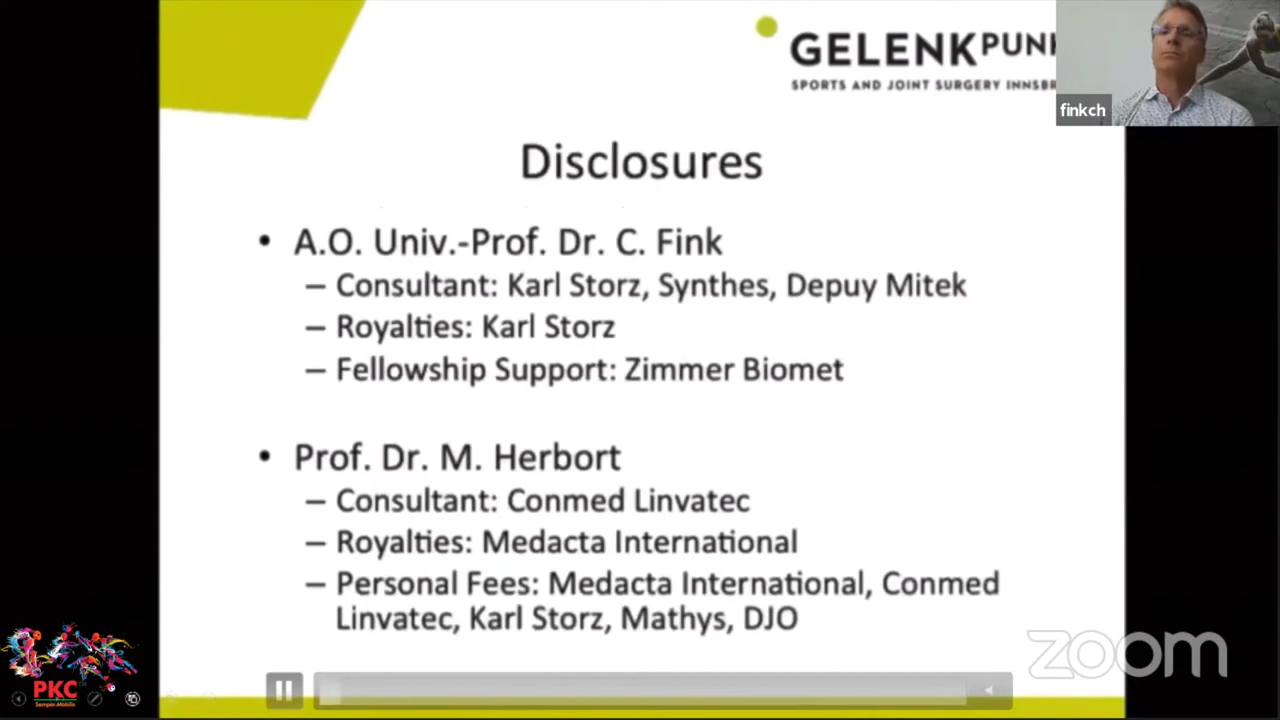 GELENKPUN
SPORTS AND JOINT SURGERY INNSBR
finkch
Disclosures
• A.O. Univ.-Prof. Dr. C. Fink
– Consultant: Karl Storz, Synthes, Depuy Mitek
– Royalties: Karl Storz
– Fellowship Support: Zimmer Biomet
• Prof. Dr. M. Herbort
– Consultant: Conmed Linvatec
– Royalties: Medacta International
– Personal Fees: Medacta International, Conmed
Linvatec, Karl Storz, Mathys, DJO
zoom
PKC
Semper Mobilis